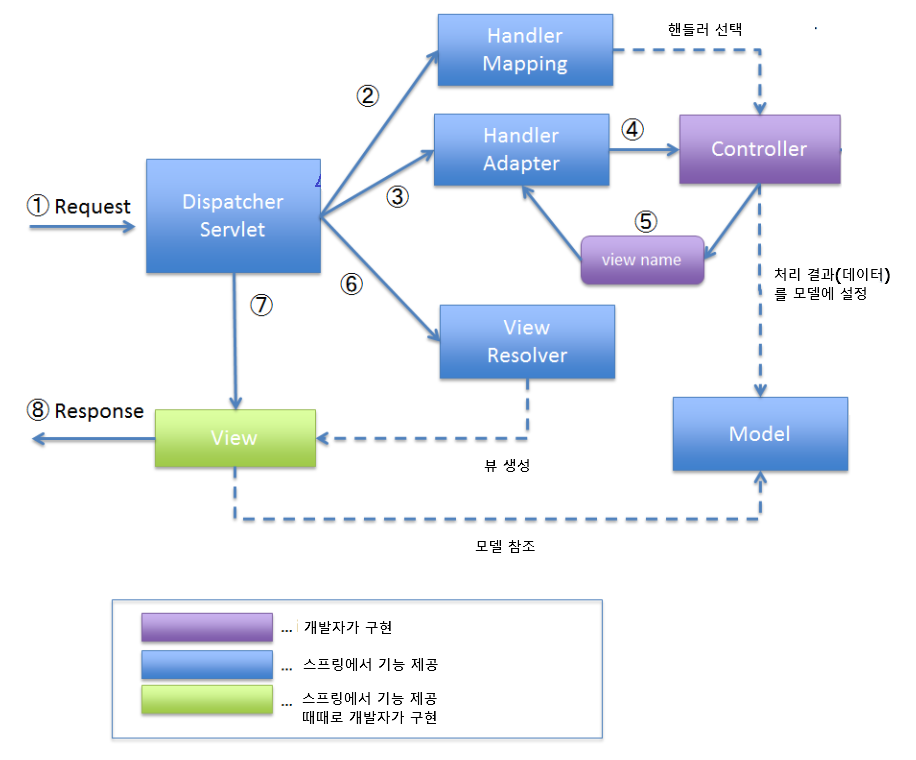 Handler
Mapping
핸들러 선택
②
Handler
Adapter
④
Controller
③
① Request
Dispatcher
Servlet
⑤
view name
처리 결과(데이터)
를 모델에 설정
⑥
⑦
View
Resolver
⑧ Response
View
Model
뷰 생성
모델 참조
... 개발자가 구현
... 스프링에서 기능 제공
... 스프링에서 기능 제공
때때로 개발자가 구현